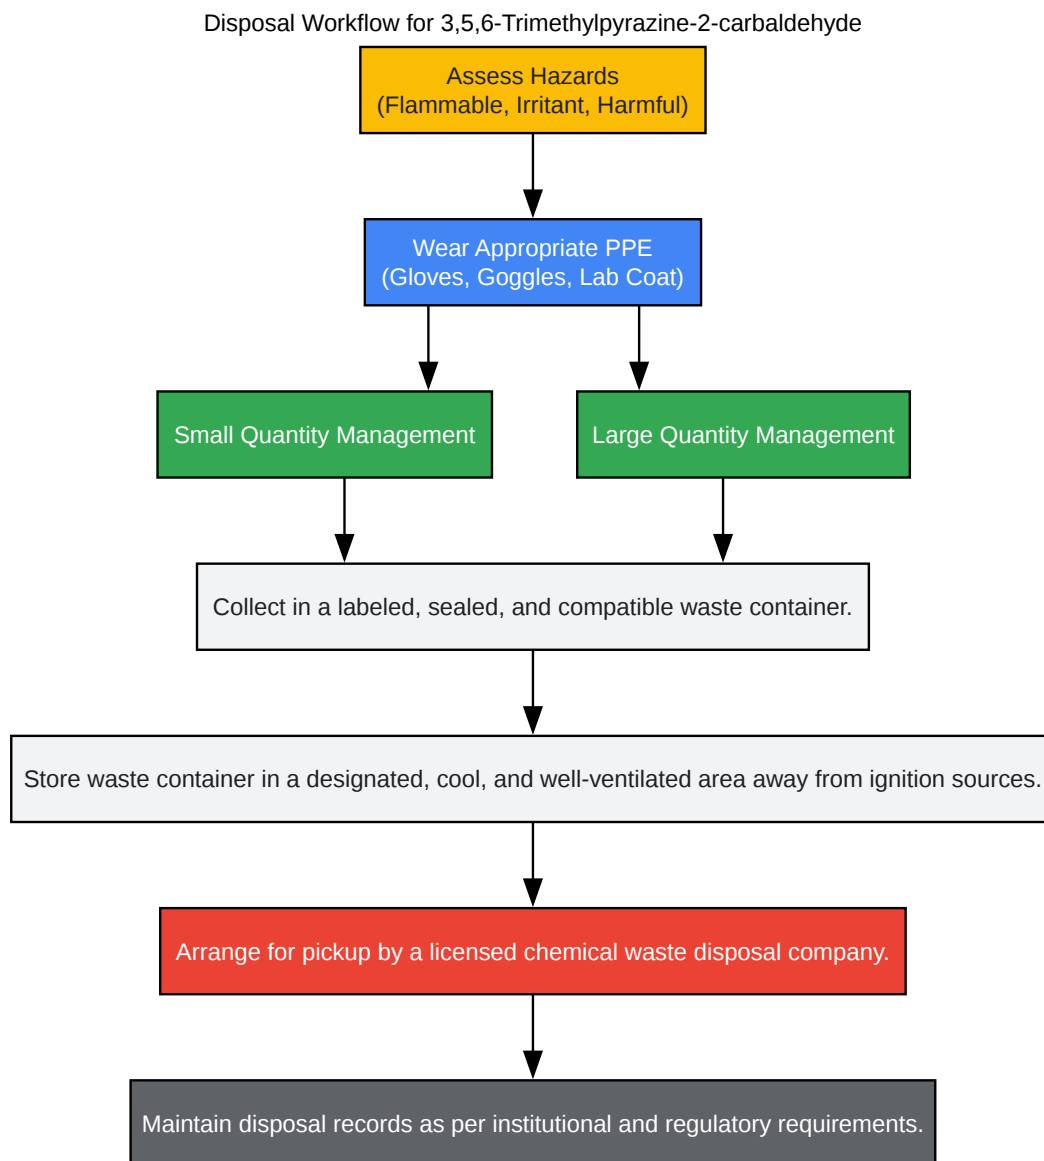 Disposal Workflow for 3,5,6-Trimethylpyrazine-2-carbaldehyde
Assess Hazards
(Flammable, Irritant, Harmful)
Wear Appropriate PPE
(Gloves, Goggles, Lab Coat)
Small Quantity Management
Large Quantity Management
Collect in a labeled, sealed, and compatible waste container.
Store waste container in a designated, cool, and well-ventilated area away from ignition sources.
Arrange for pickup by a licensed chemical waste disposal company.
Maintain disposal records as per institutional and regulatory requirements.